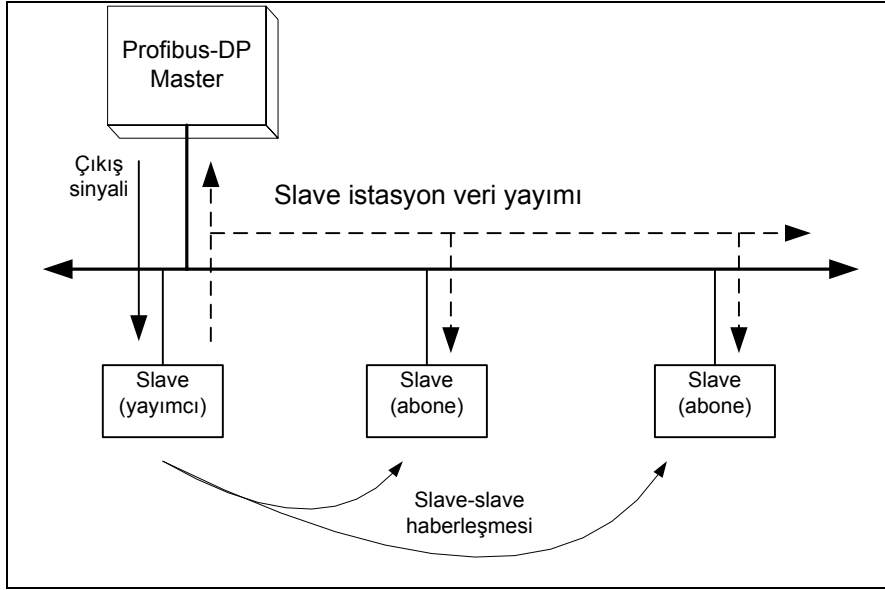 Profibus-DP
Master
Çıkış
sinyali
Slave istasyon veri yayımı
Slave
(yayımcı)
Slave
(abone)
Slave
(abone)
Slave-slave
haberleşmesi